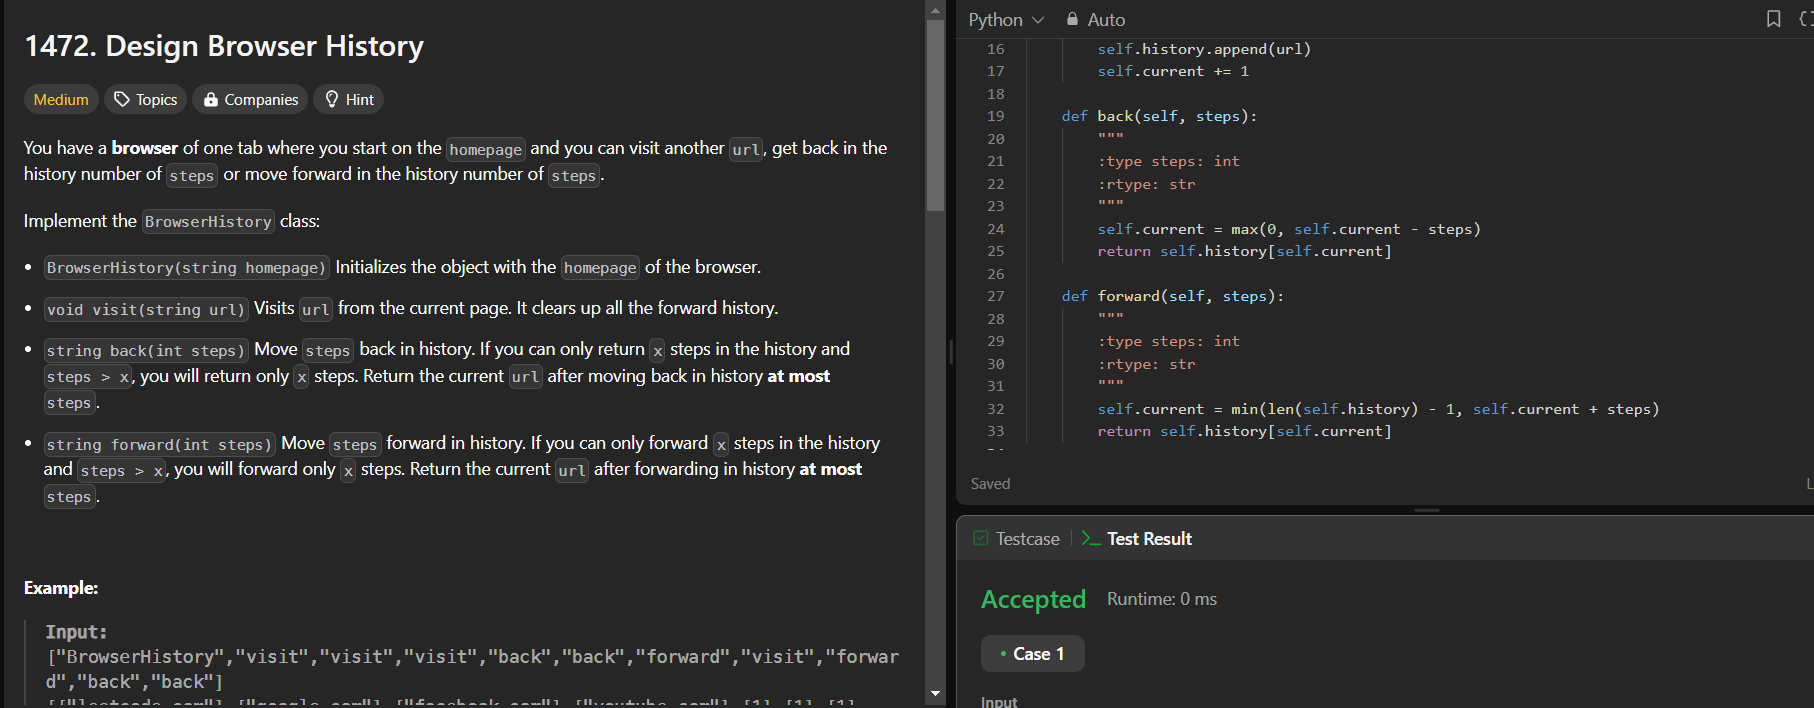 1472. Design Browser History
Medium Topics Companies Hint
You have a browser of one tab where you start on the homepage and you can visit another url, get back in the
history number of steps or move forward in the history number of steps.
Implement the BrowserHistory class:
• BrowserHistory(string homepage) Initializes the object with the homepage of the browser.
• void visit(string url) Visits url from the current page. It clears up all the forward history.
• string back(int steps) Move steps back in history. If you can only return x steps in the history and
steps > x, you will return only x steps. Return the current url after moving back in history at most
steps.
• string forward(int steps) Move steps forward in history. If you can only forward x steps in the history
and steps > x, you will forward only x steps. Return the current url after forwarding in history at most
steps.
Example:
Input:
["BrowserHistory","visit","visit","visit","back","back","forward","visit","forwar
d","back","back"]
[["leetcode.com"],["google.com"],["facebook.com"],["youtube.com"],[1],[1],[1],
Python Auto
16 self.history.append(url)
17 self.current += 1
18
19 def back(self, steps):
20 """
21 :type steps: int
22 :rtype: str
23 """
24 self.current = max(0, self.current - steps)
25 return self.history[self.current]
26
27 def forward(self, steps):
28 """
29 :type steps: int
30 :rtype: str
31 """
32 self.current = min(len(self.history) - 1, self.current + steps)
33 return self.history[self.current]
Saved
Testcase | >_ Test Result
Accepted Runtime: 0 ms
• Case 1
Input